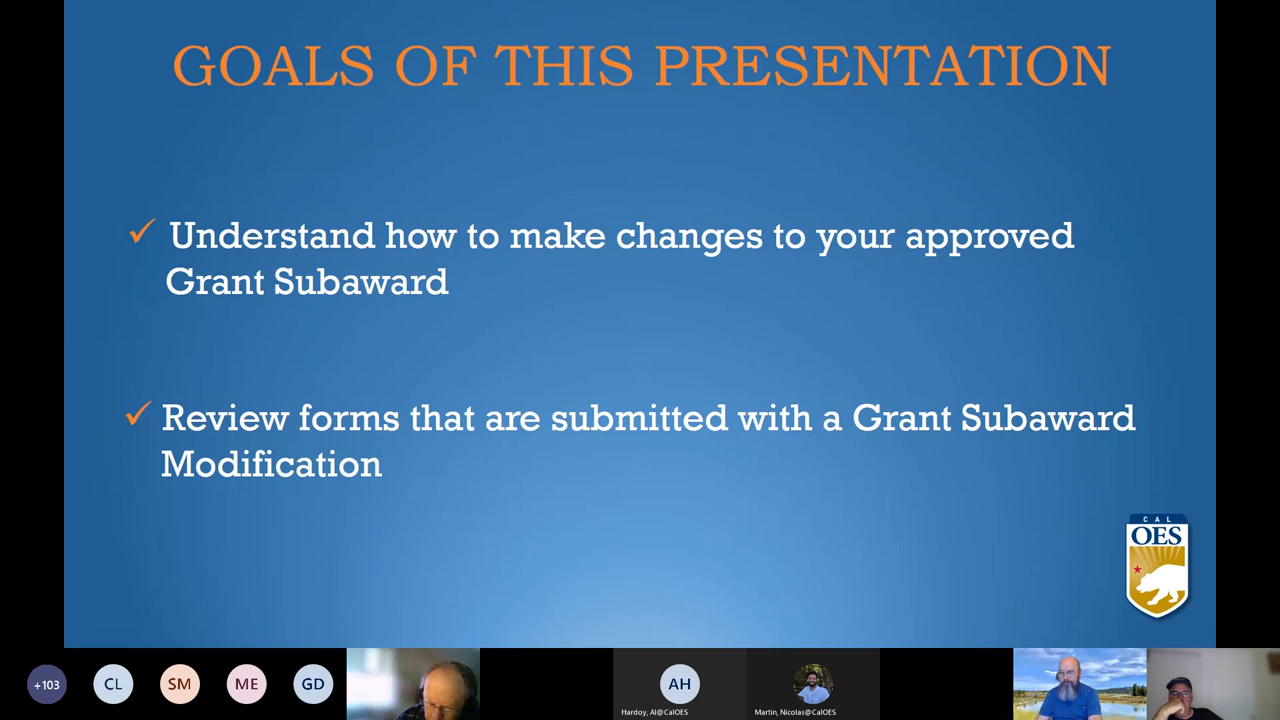 GOALS OF THIS PRESENTATION
✓ Understand how to make changes to your approved
Grant Subaward
✓ Review forms that are submitted with a Grant Subaward
Modification
CAL
OES
+103
CL
SM
ME
GD
AH
Hardoy, Al@CalOES
Martin, Nicolas@CalOES